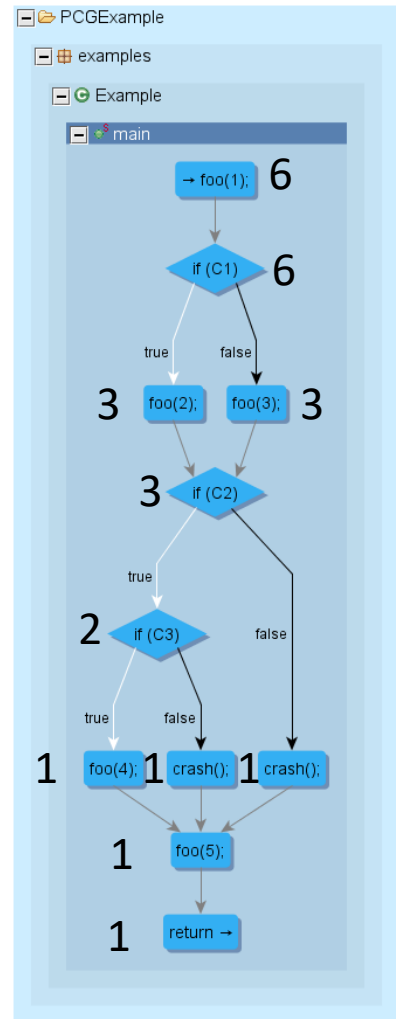 PCGExample
examples
Example
main
→ foo(1); 6
if (C1) 6
true false
3 foo(2); foo(3); 3
3 if (C2)
true
2 if (C3) false
true false
1 foo(4); 1 crash(); 1 crash();
1 foo(5);
1 return →